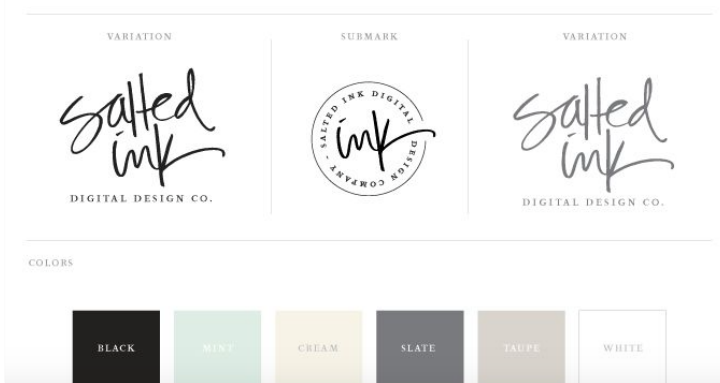 VARIATION
SUBMARK
VARIATION
salted
ink
DIGITAL DESIGN CO.
SALTED INK DIGITAL DESIGN COMPANY -
ink
salted
ink
DIGITAL DESIGN CO.
COLORS
BLACK
MINT
CREAM
SLATE
TAUPE
WHITE